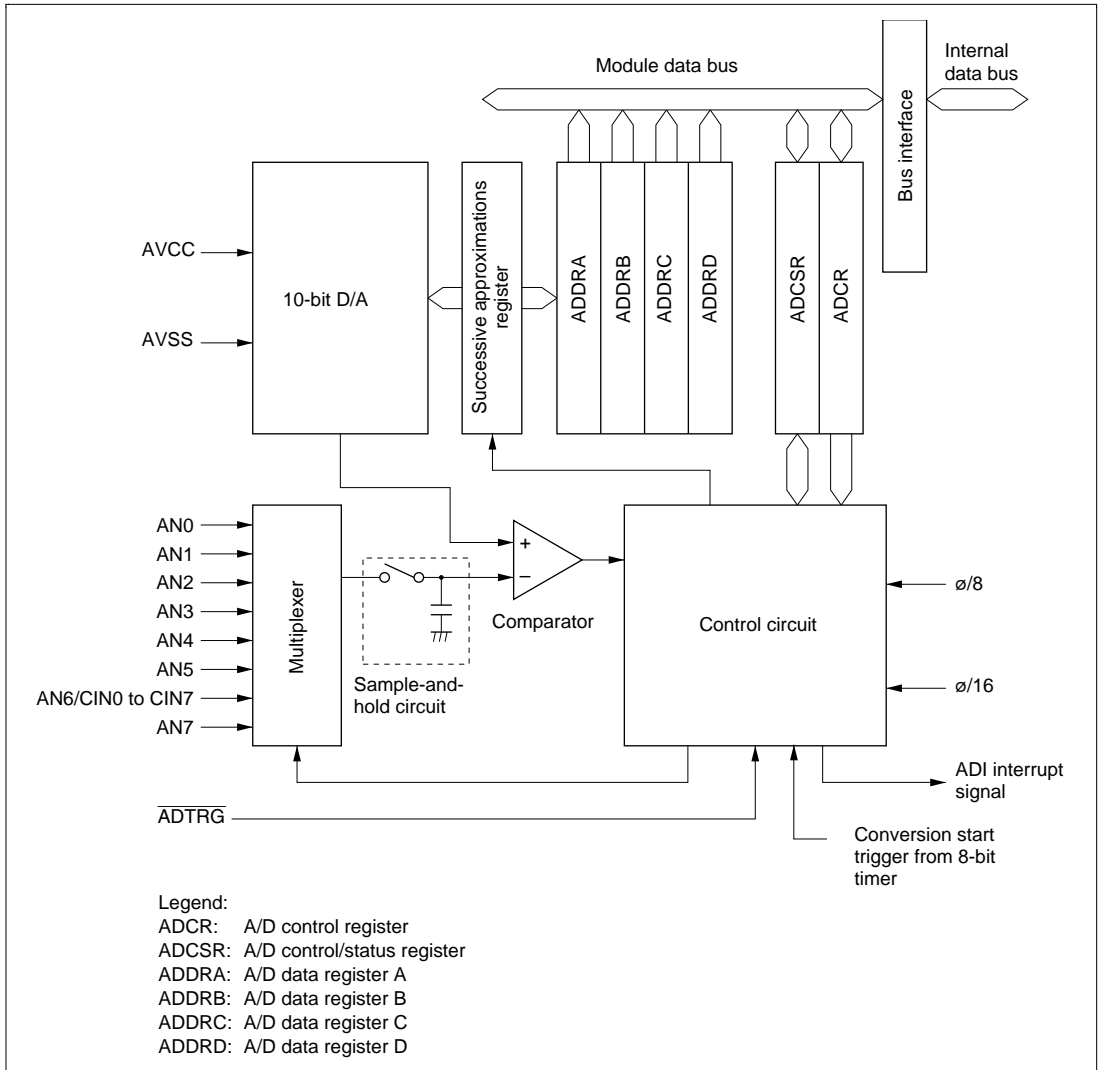 Module data bus
Internal
data bus
Bus interface
AVCC
AVSS
10-bit D/A
Successive approximations
register
ADDRA
ADDRB
ADDRC
ADDRD
ADCSR
ADCR
AN0
AN1
AN2
AN3
AN4
AN5
AN6/CIN0 to CIN7
AN7
Multiplexer
Sample-and-
hold circuit
+
−
Comparator
Control circuit
ø/8
ø/16
ADI interrupt
signal
ADTRG
Conversion start
trigger from 8-bit
timer
Legend:
ADCR: A/D control register
ADCSR: A/D control/status register
ADDRA: A/D data register A
ADDRB: A/D data register B
ADDRC: A/D data register C
ADDRD: A/D data register D